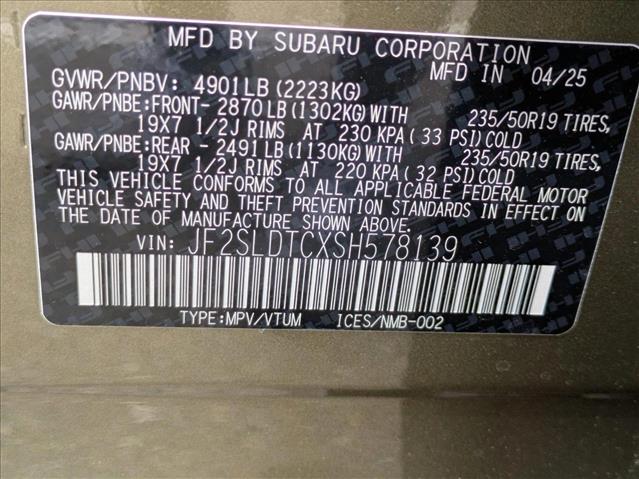 MFD BY SUBARU CORPORATION
GVWR/PNBV: 4901LB (2223KG) MFD IN 04/25
GAWR/PNBE:FRONT- 2870LB (1302KG)WITH 235/50R19 TIRES,
19X7 1/2J RIMS AT 230 KPA (33 PSI)COLD
GAWR/PNBE:REAR - 2491LB (1130KG)WITH 235/50R19 TIRES,
19X7 1/2J RIMS AT 220 KPA (32 PSI)COLD
THIS VEHICLE CONFORMS TO ALL APPLICABLE FEDERAL MOTOR
VEHICLE SAFETY AND THEFT PREVENTION STANDARDS IN EFFECT ON
THE DATE OF MANUFACTURE SHOWN ABOVE.
VIN: JF2SLDTCXSH578139
TYPE:MPV/VTUM ICES/NMB-002